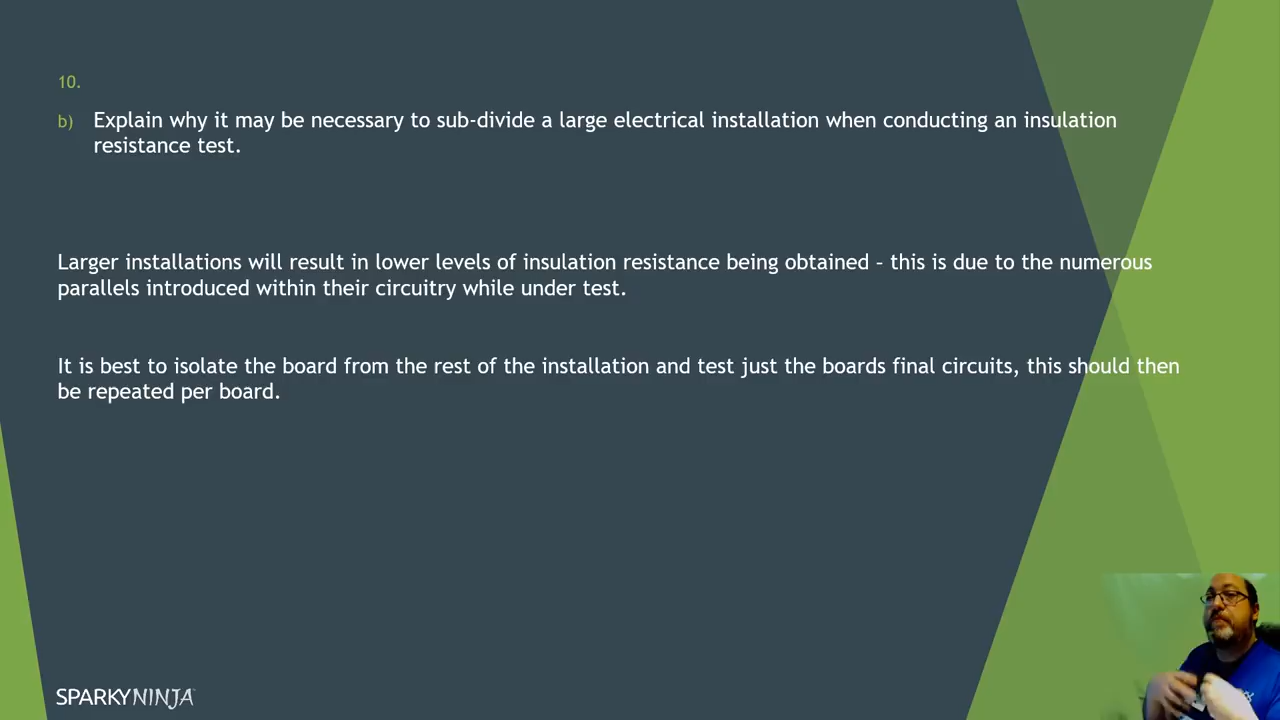 10.
b) Explain why it may be necessary to sub-divide a large electrical installation when conducting an insulation
resistance test.
Larger installations will result in lower levels of insulation resistance being obtained – this is due to the numerous
parallels introduced within their circuitry while under test.
It is best to isolate the board from the rest of the installation and test just the boards final circuits, this should then
be repeated per board.
SPARKYNINJA